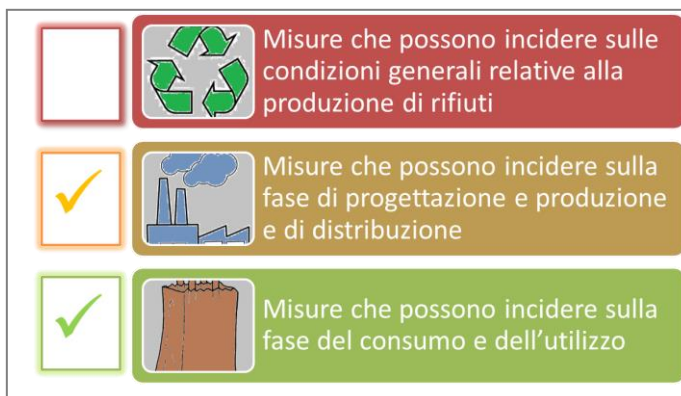 Misure che possono incidere sulle
condizioni generali relative alla
produzione di rifiuti
Misure che possono incidere sulla
fase di progettazione e produzione
e di distribuzione
Misure che possono incidere sulla
fase del consumo e dell’utilizzo